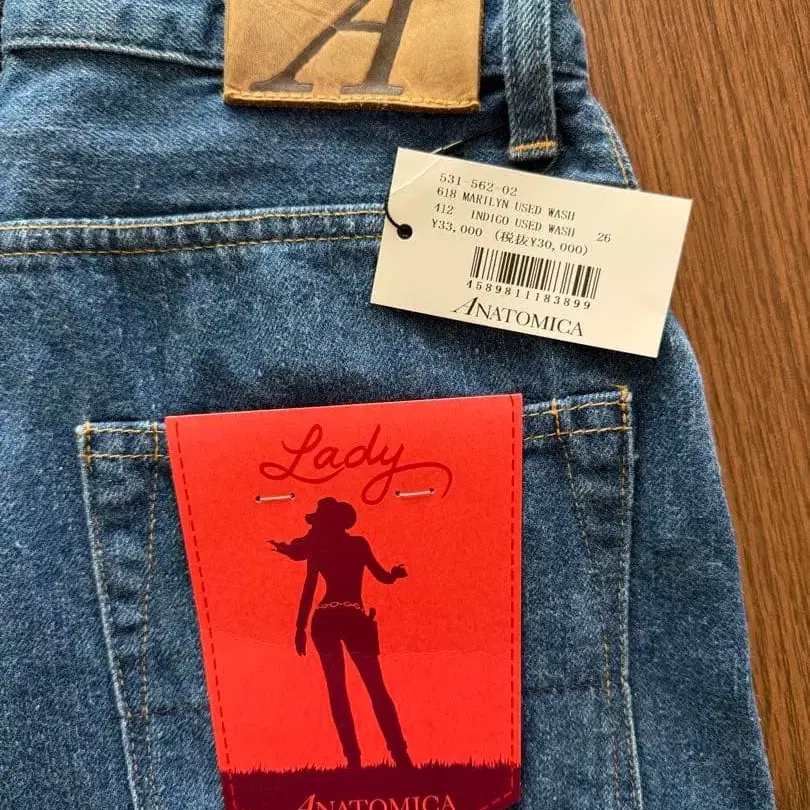 A
531-562-02
618 MARILYN USED WASH
412 INDIGO USED WASH 26
¥33,000 (税抜¥30,000)
4589811183899
ANATOMICA
Lady
ANATOMICA